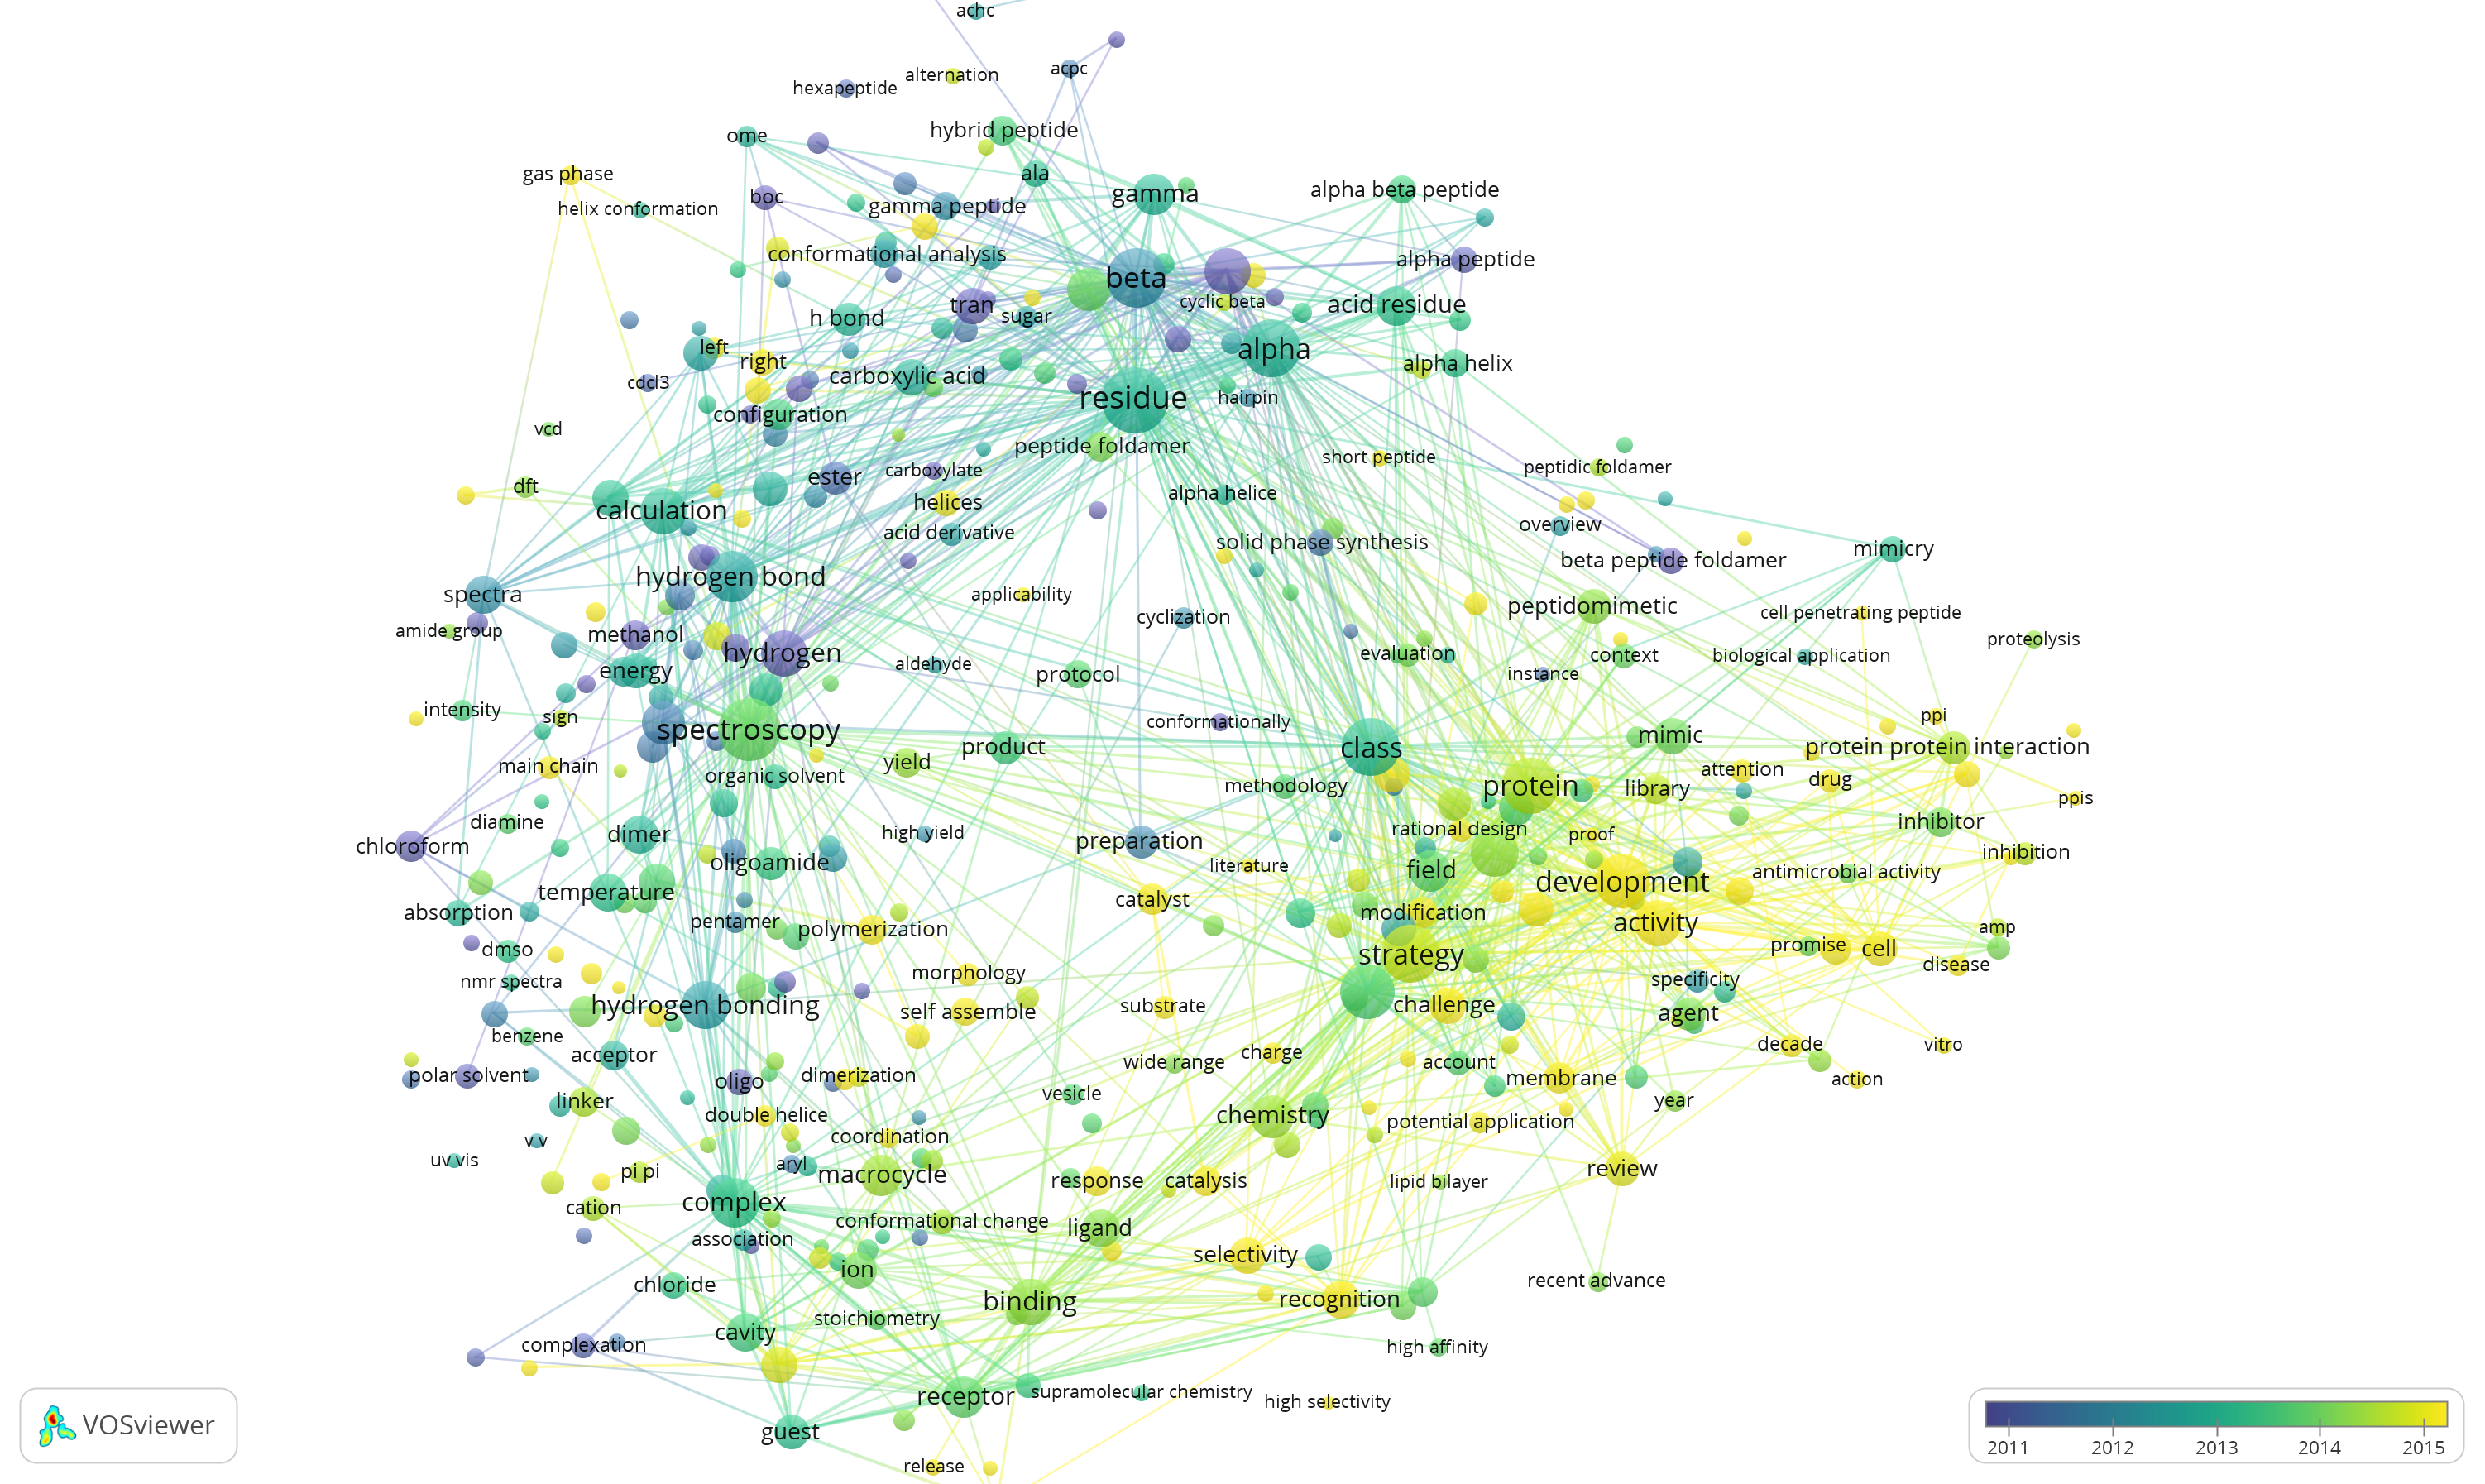 achc
acpc
alternation
hexapeptide
hybrid peptide
ome
ala
gas phase
alpha beta peptide
gamma
boc
gamma peptide
helix conformation
conformational analysis
alpha peptide
beta
cyclic beta
tran
acid residue
sugar
h bond
left
alpha
right
alpha helix
carboxylic acid
cdcl3
residue
hairpin
configuration
vcd
peptide foldamer
short peptide
peptidic foldamer
carboxylate
ester
dft
alpha helice
helices
calculation
overview
acid derivative
solid phase synthesis
mimicry
beta peptide foldamer
hydrogen bond
spectra
applicability
peptidomimetic
cell penetrating peptide
cyclization
amide group
methanol
proteolysis
hydrogen
evaluation
context
biological application
aldehyde
energy
protocol
instance
intensity
sign
ppi
conformationally
spectroscopy
mimic
product
class
protein protein interaction
yield
main chain
attention
organic solvent
drug
methodology
protein
library
ppis
diamine
inhibitor
rational design
high yield
proof
dimer
preparation
chloroform
inhibition
oligoamide
literature
field
antimicrobial activity
development
temperature
catalyst
absorption
modification
pentamer
activity
amp
polymerization
dmso
promise
cell
strategy
disease
morphology
nmr spectra
specificity
hydrogen bonding
substrate
challenge
self assemble
agent
benzene
decade
vitro
charge
acceptor
wide range
account
polar solvent
dimerization
oligo
membrane
action
vesicle
linker
year
double helice
chemistry
potential application
coordination
v v
uv vis
aryl
review
pi pi
macrocycle
response
catalysis
lipid bilayer
complex
cation
conformational change
ligand
association
selectivity
ion
recent advance
chloride
binding
recognition
stoichiometry
cavity
complexation
high affinity
supramolecular chemistry
receptor
high selectivity
guest
release
VOSviewer
2011 2012 2013 2014 2015